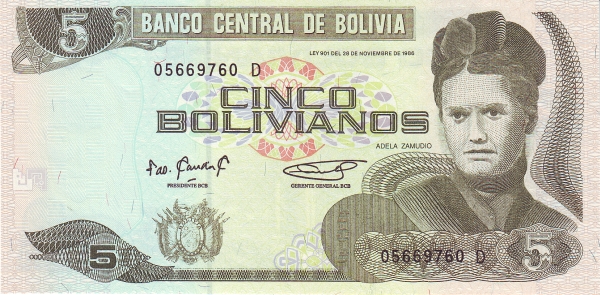 5
BANCO CENTRAL DE BOLIVIA
LEY 901 DEL 28 DE NOVIEMBRE DE 1986
05669760 D
CINCO
BOLIVIANOS
ADELA ZAMUDIO
PRESIDENTE BCB
GERENTE GENERAL BCB
5
05669760 D
5